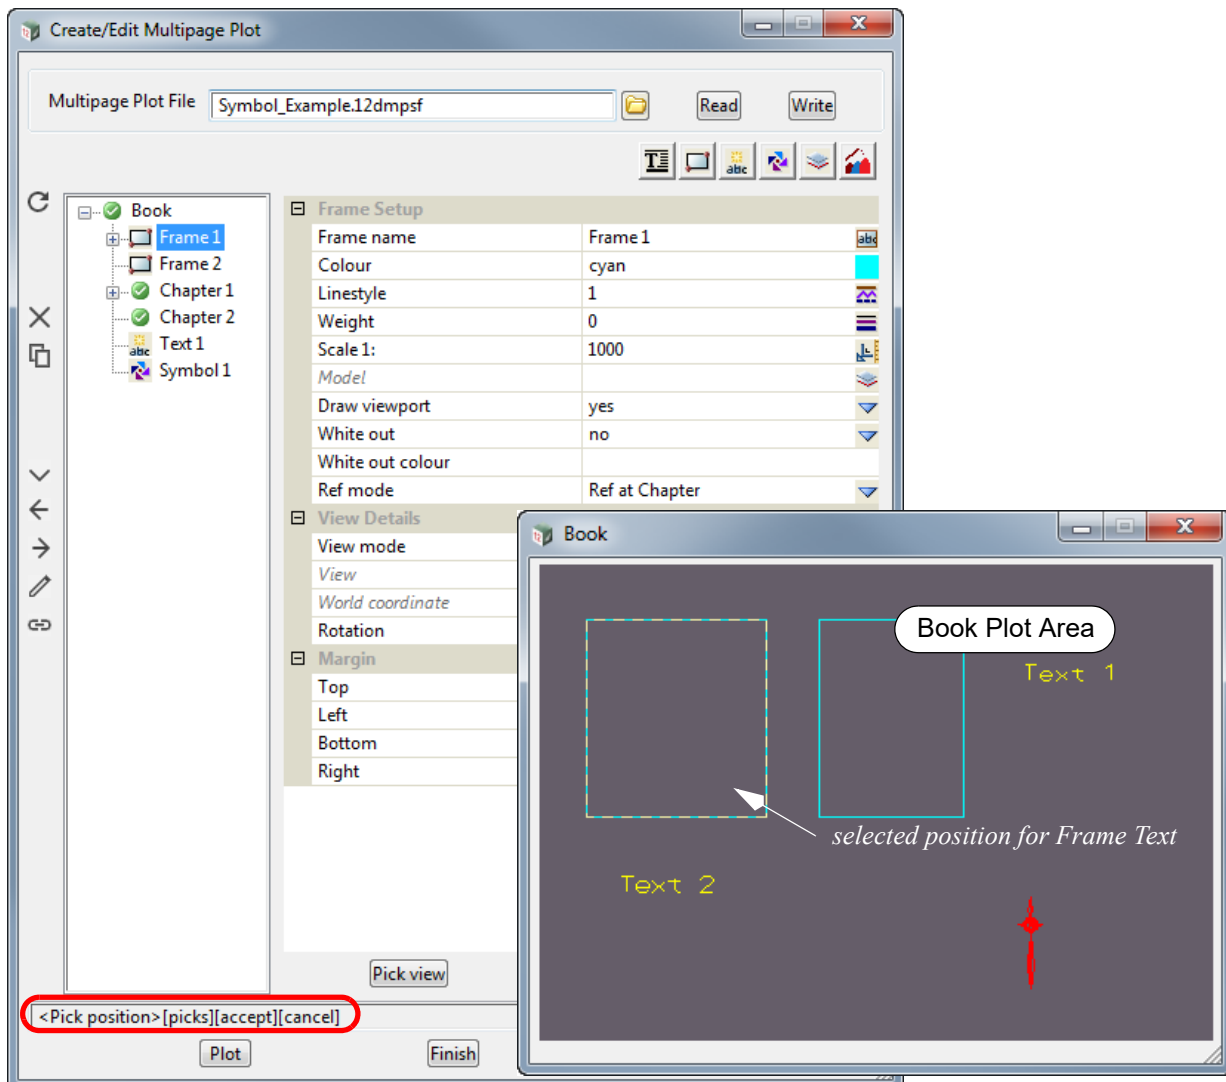 Create/Edit Multipage Plot
Multipage Plot File Symbol_Example.12dmpsf Read Write
Book
Frame 1
Frame 2
Chapter 1
Chapter 2
abc Text 1
Symbol 1
Frame Setup
Frame name Frame 1 abc
Colour cyan
Linestyle 1
Weight 0
Scale 1: 1000
Model
Draw viewport yes
White out no
White out colour
Ref mode Ref at Chapter
View Details
View mode
View
World coordinate
Rotation
Margin
Top
Left
Bottom
Right
Pick view
<Pick position>[picks][accept][cancel]
Plot Finish
Book
Book Plot Area
Text 1
selected position for Frame Text
Text 2